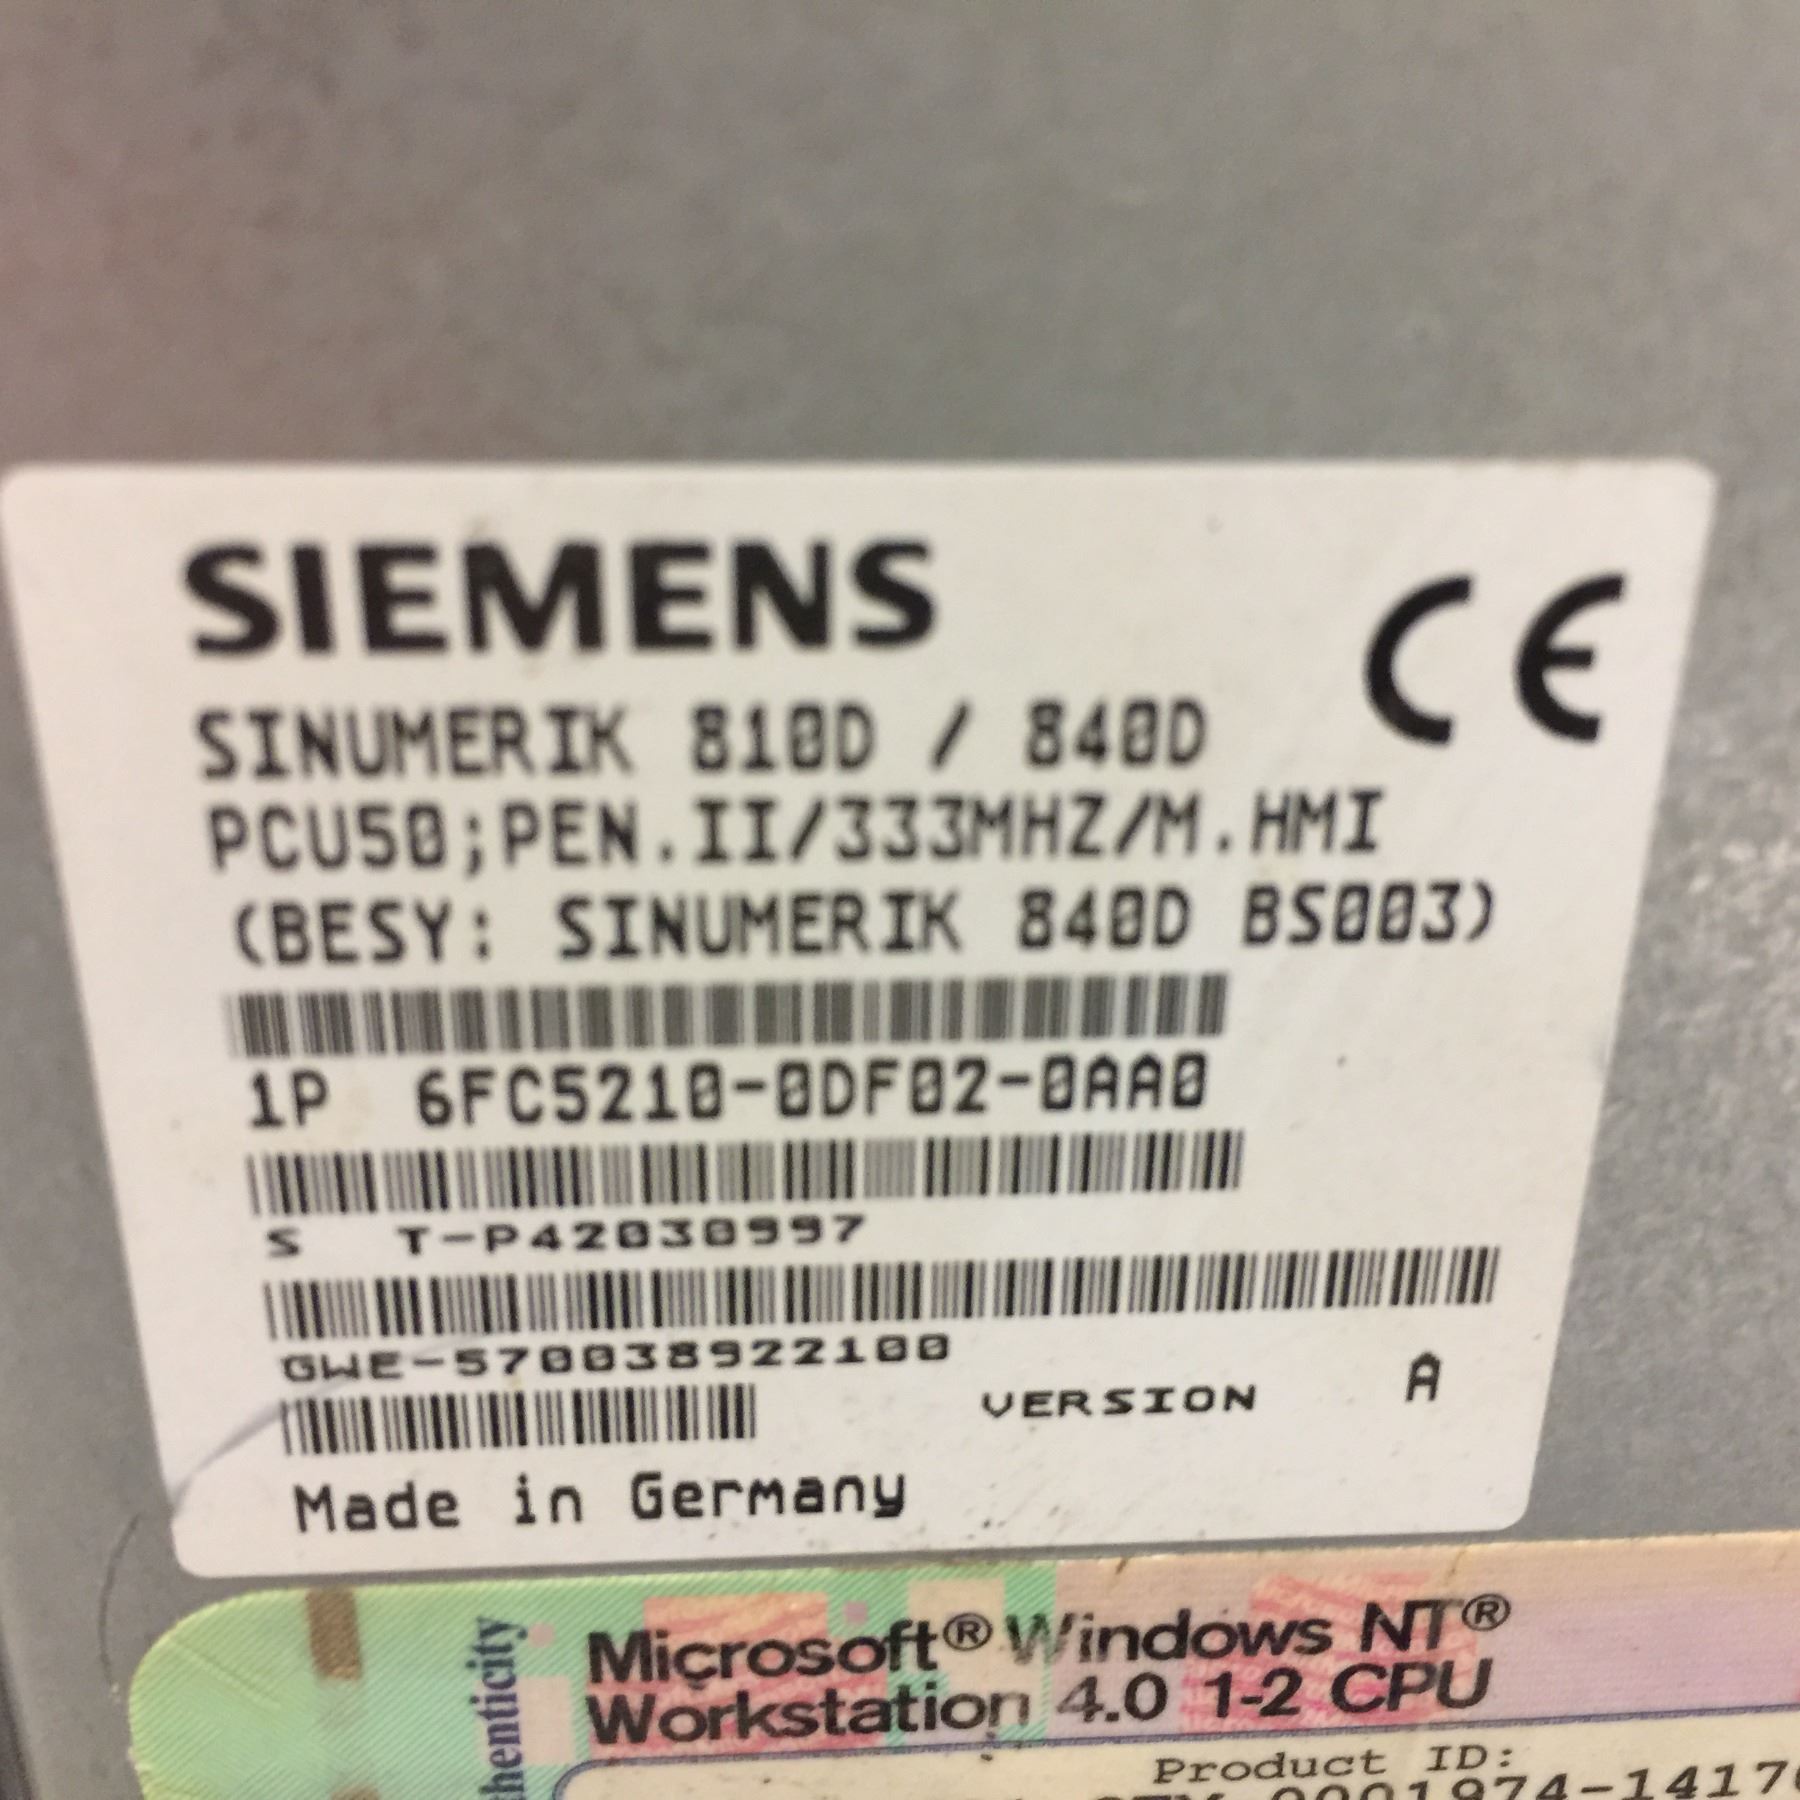 SIEMENS
CE
SINUMERIK 810D / 840D
PCU50;PEN.II/333MHZ/M.HMI
(BESY: SINUMERIK 840D BS003)
1P 6FC5210-0DF02-0AA0
S T-P42030997
GWE-570038922100
VERSION A
Made in Germany
Microsoft® Windows NT®
Workstation 4.0 1-2 CPU
Product ID: